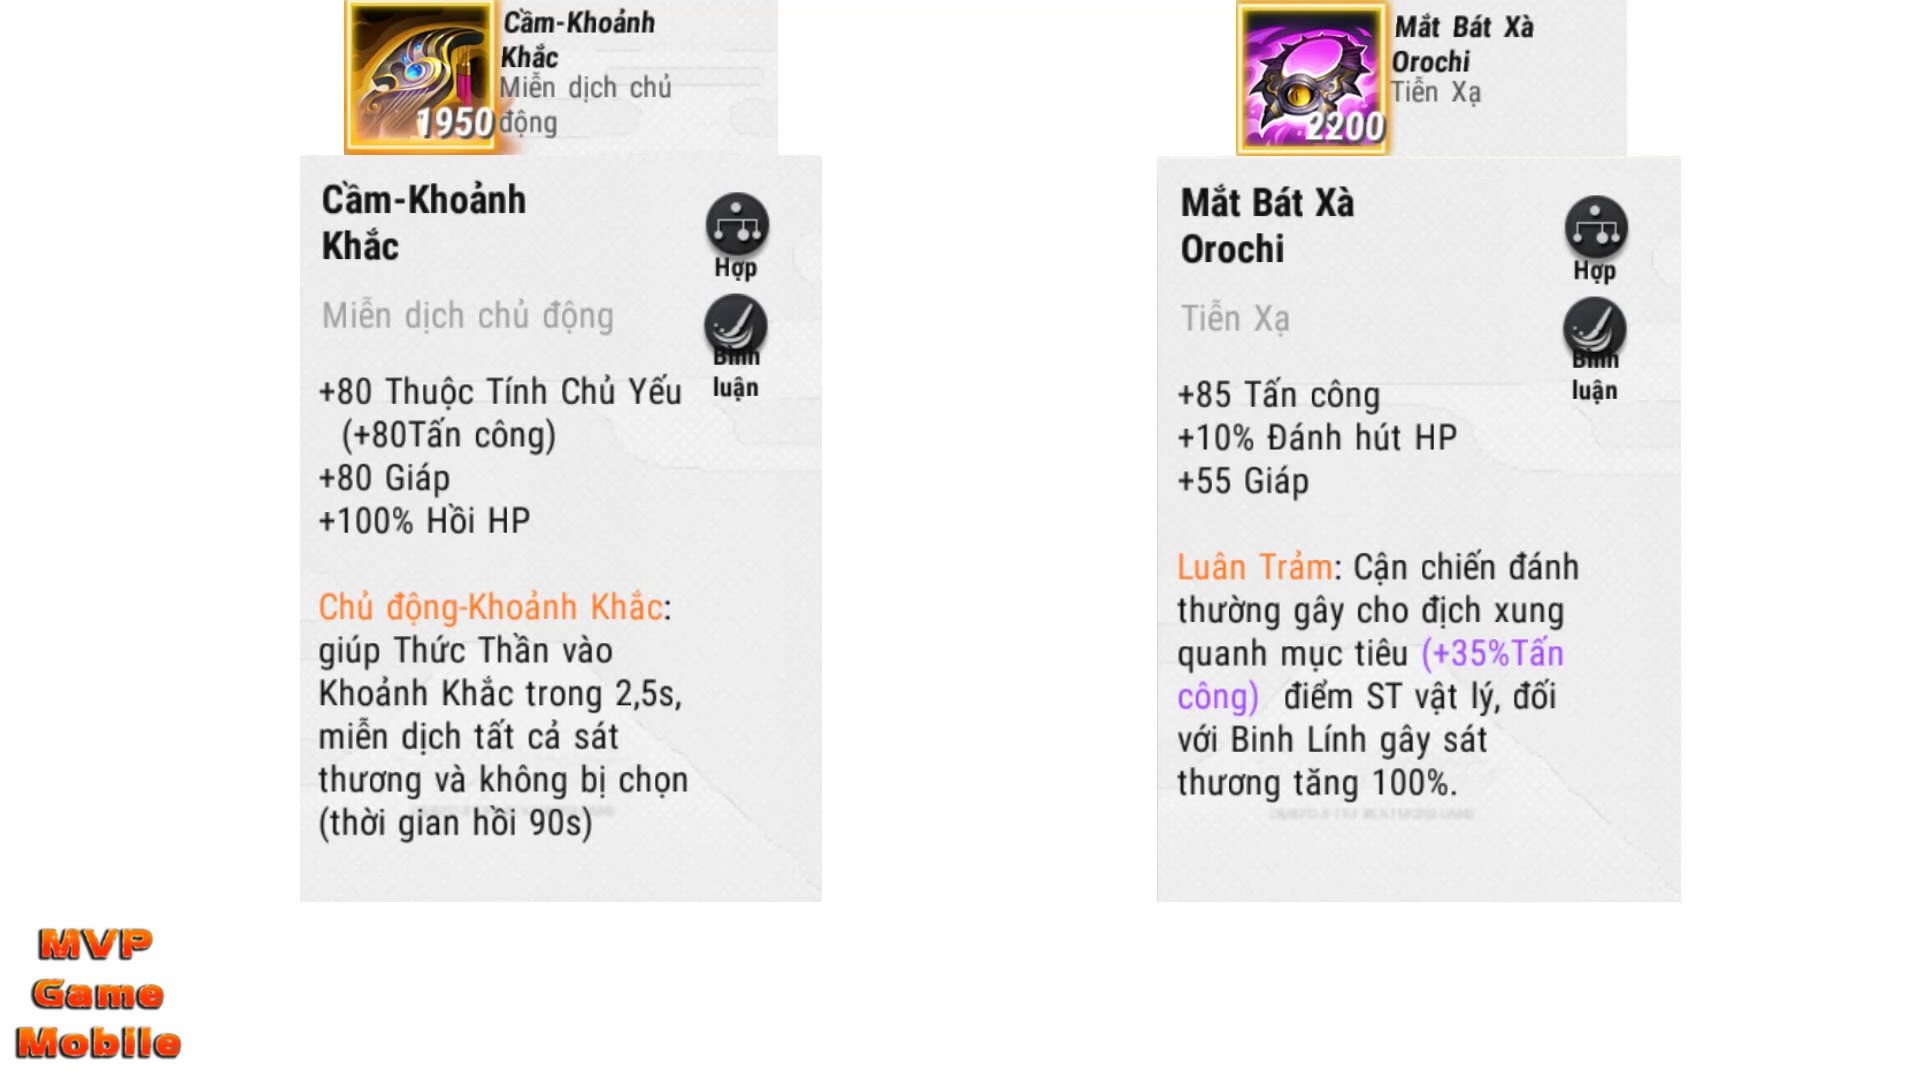 Cầm-Khoảnh
Khắc
Miễn dịch chủ
động
1950
Cầm-Khoảnh
Khắc
Hợp
Miễn dịch chủ động
Bình
luận
+80 Thuộc Tính Chủ Yếu
(+80Tấn công)
+80 Giáp
+100% Hồi HP
Chủ động-Khoảnh Khắc:
giúp Thức Thần vào
Khoảnh Khắc trong 2,5s,
miễn dịch tất cả sát
thương và không bị chọn
(thời gian hồi 90s)
Mắt Bát Xà
Orochi
Tiễn Xạ
2200
Mắt Bát Xà
Orochi
Hợp
Tiễn Xạ
Bình
luận
+85 Tấn công
+10% Đánh hút HP
+55 Giáp
Luân Trảm: Cận chiến đánh
thường gây cho địch xung
quanh mục tiêu (+35%Tấn
công) điểm ST vật lý, đối
với Binh Lính gây sát
thương tăng 100%.
MVP
Game
Mobile